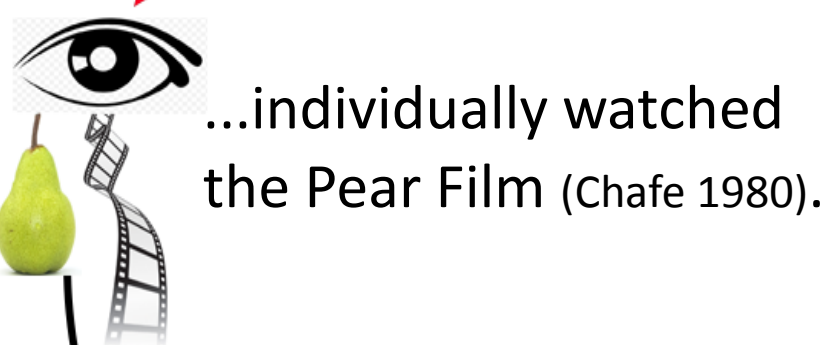 ...individually watched
the Pear Film (Chafe 1980).